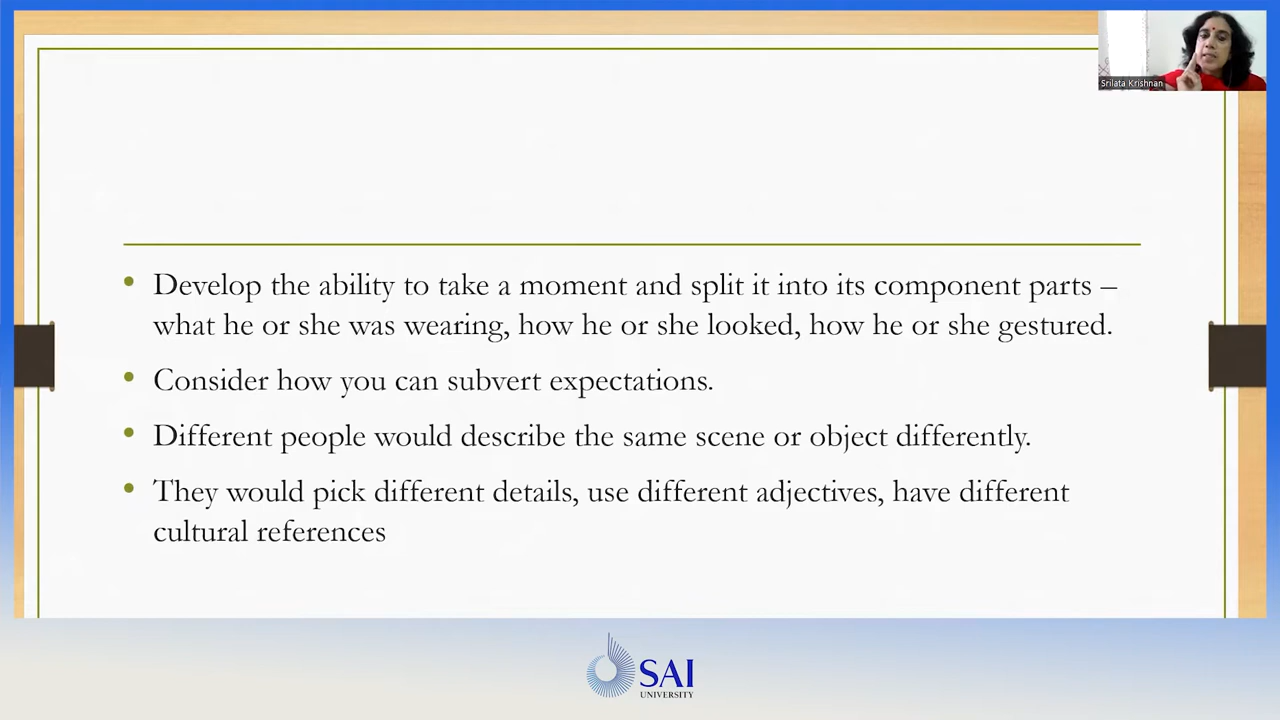 Srilata Krishnan
• Develop the ability to take a moment and split it into its component parts –
what he or she was wearing, how he or she looked, how he or she gestured.
• Consider how you can subvert expectations.
• Different people would describe the same scene or object differently.
• They would pick different details, use different adjectives, have different
cultural references
SAI
UNIVERSITY